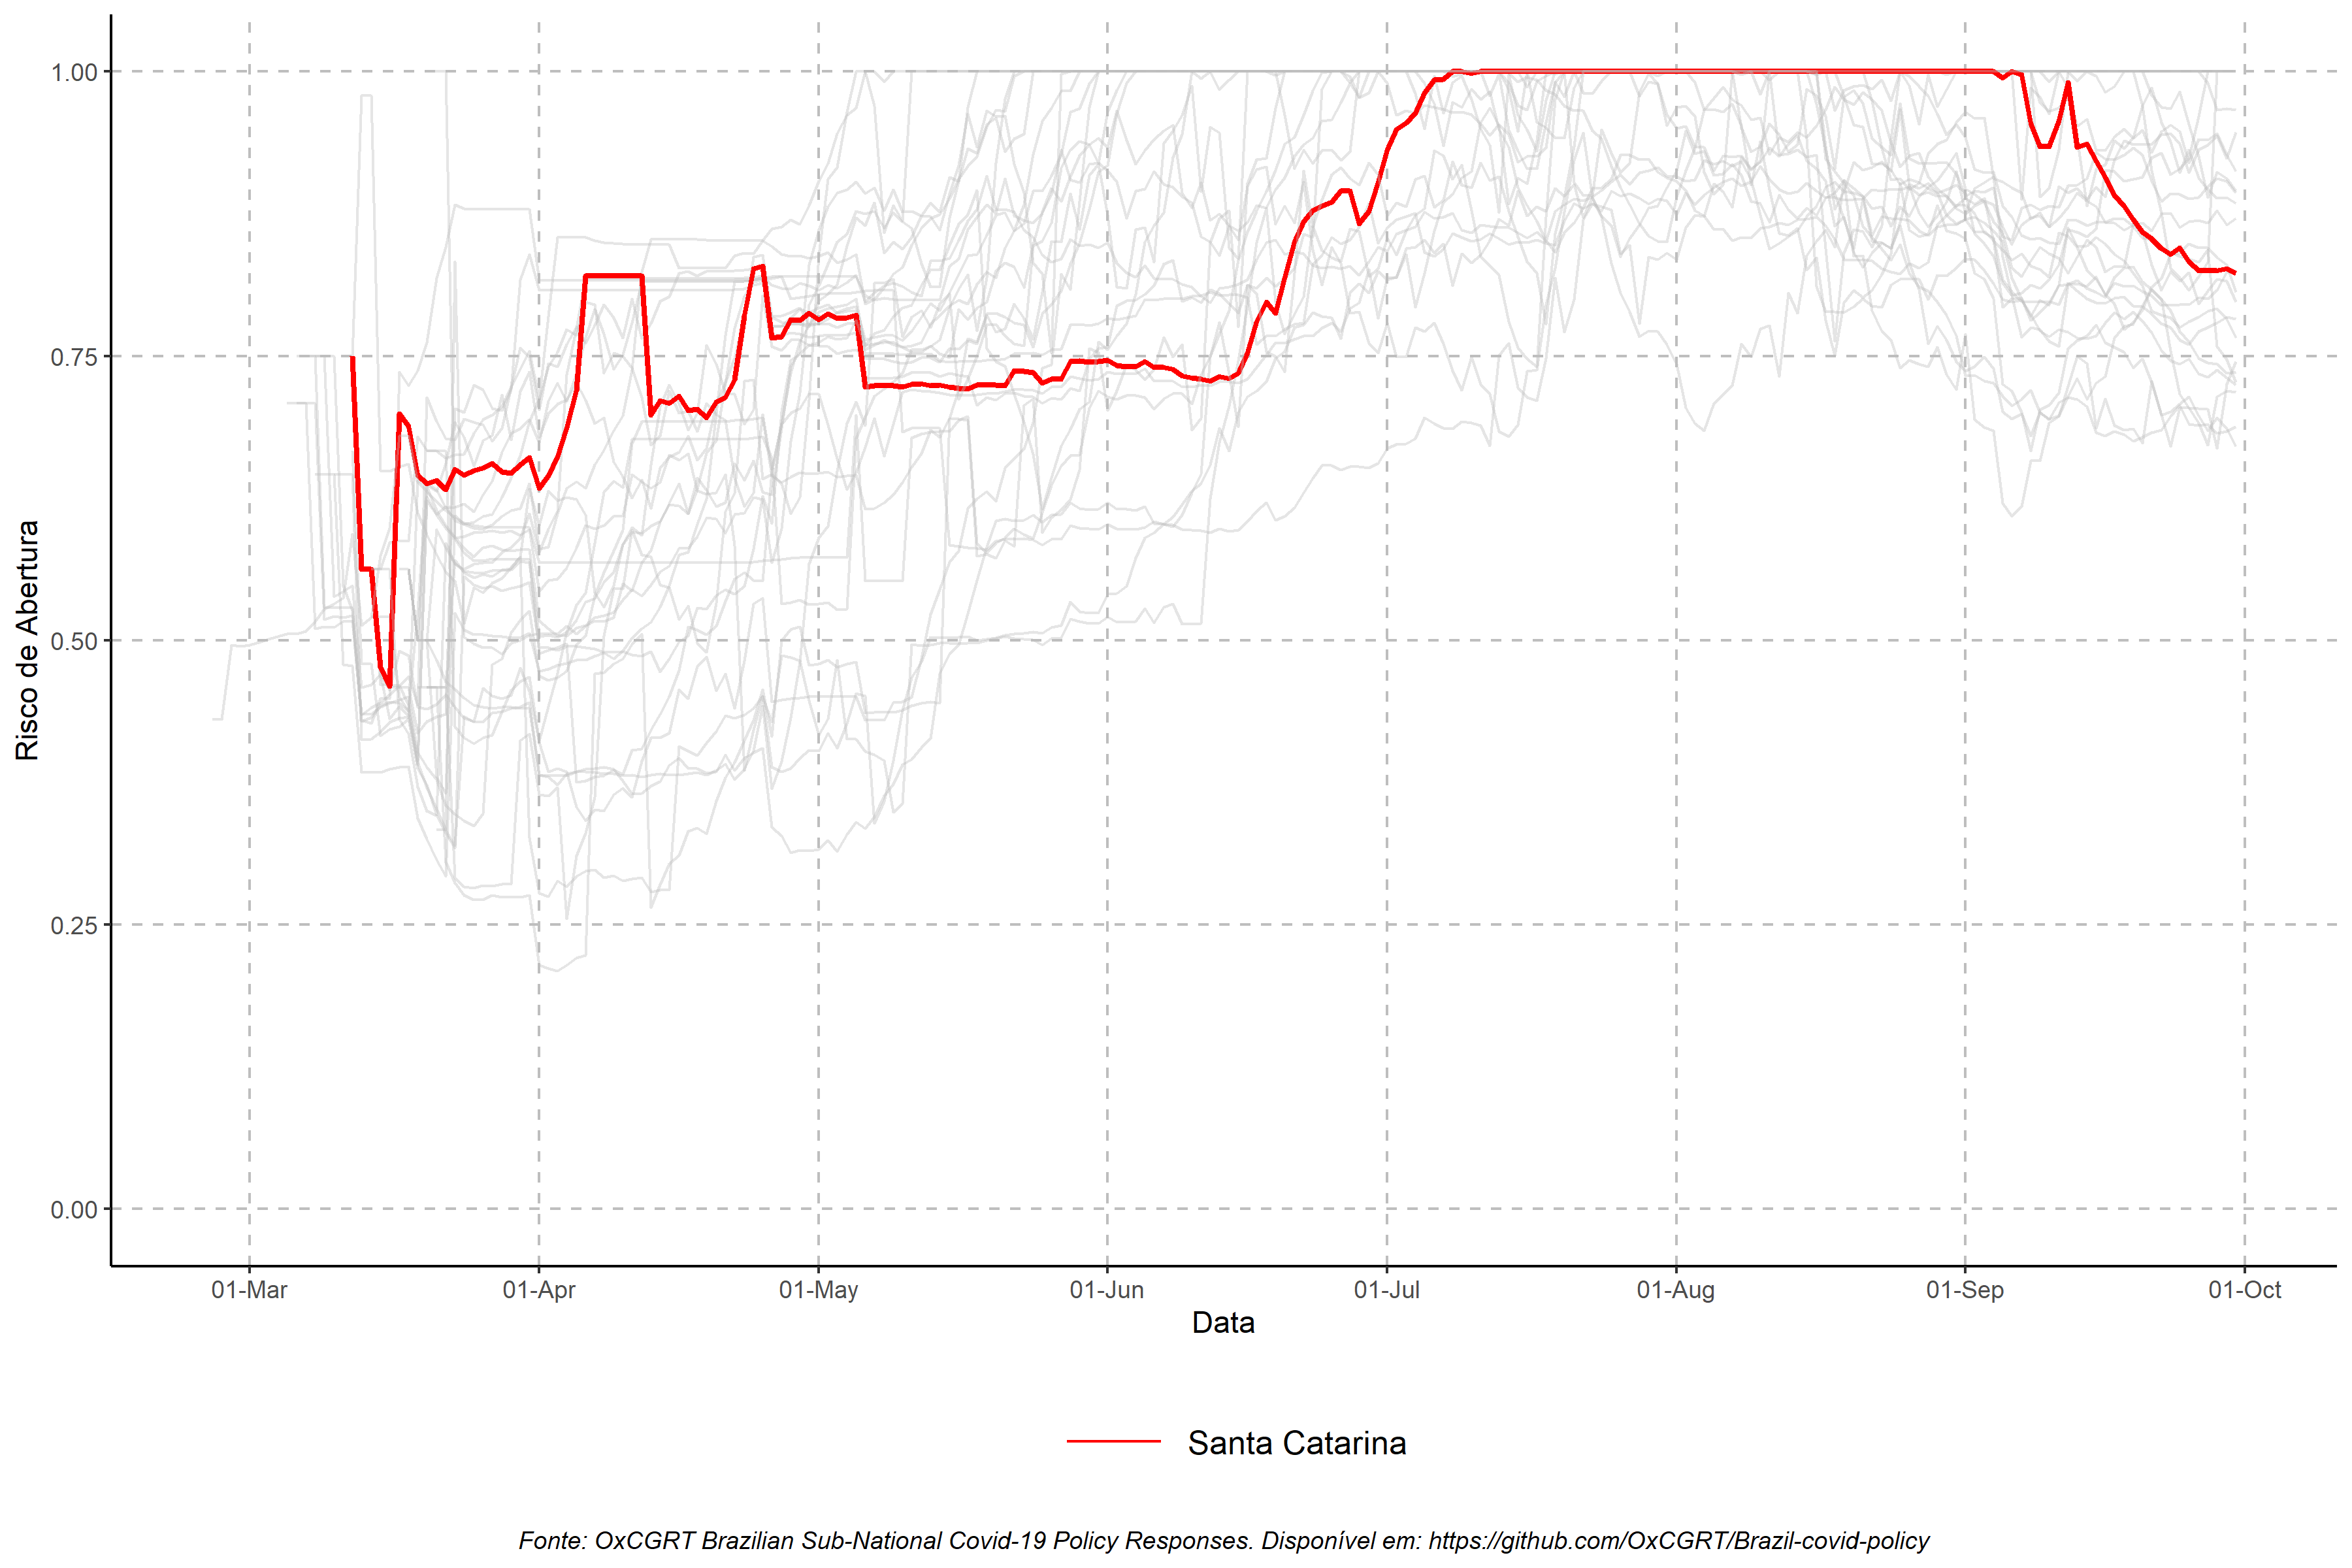 Risco de Abertura
1.00
0.75
0.50
0.25
0.00
01-Mar 01-Apr 01-May 01-Jun 01-Jul 01-Aug 01-Sep 01-Oct
Data
Santa Catarina
Fonte: OxCGRT Brazilian Sub-National Covid-19 Policy Responses. Disponível em: https://github.com/OxCGRT/Brazil-covid-policy